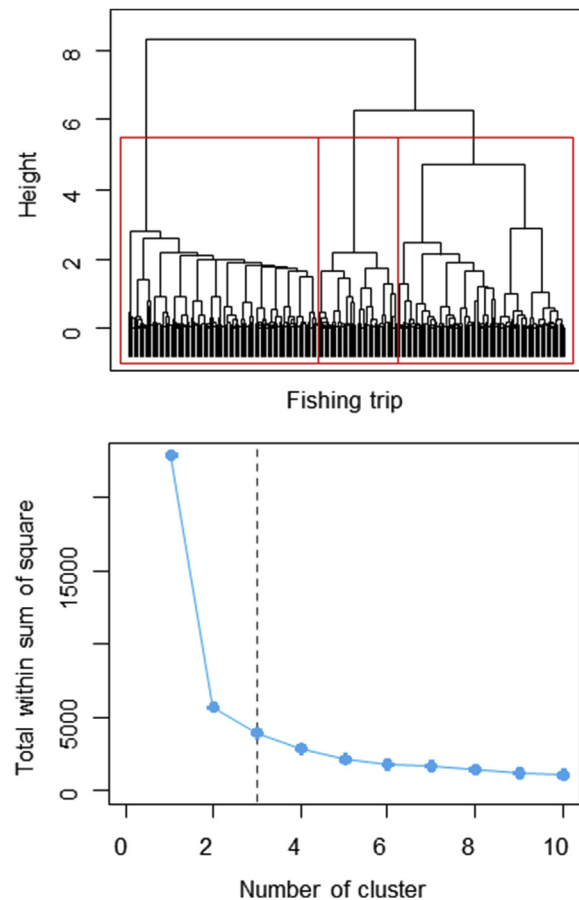 8
6
4
2
0
Height
Fishing trip
15000
5000
0
Total within sum of square
0 2 4 6 8 10
Number of cluster